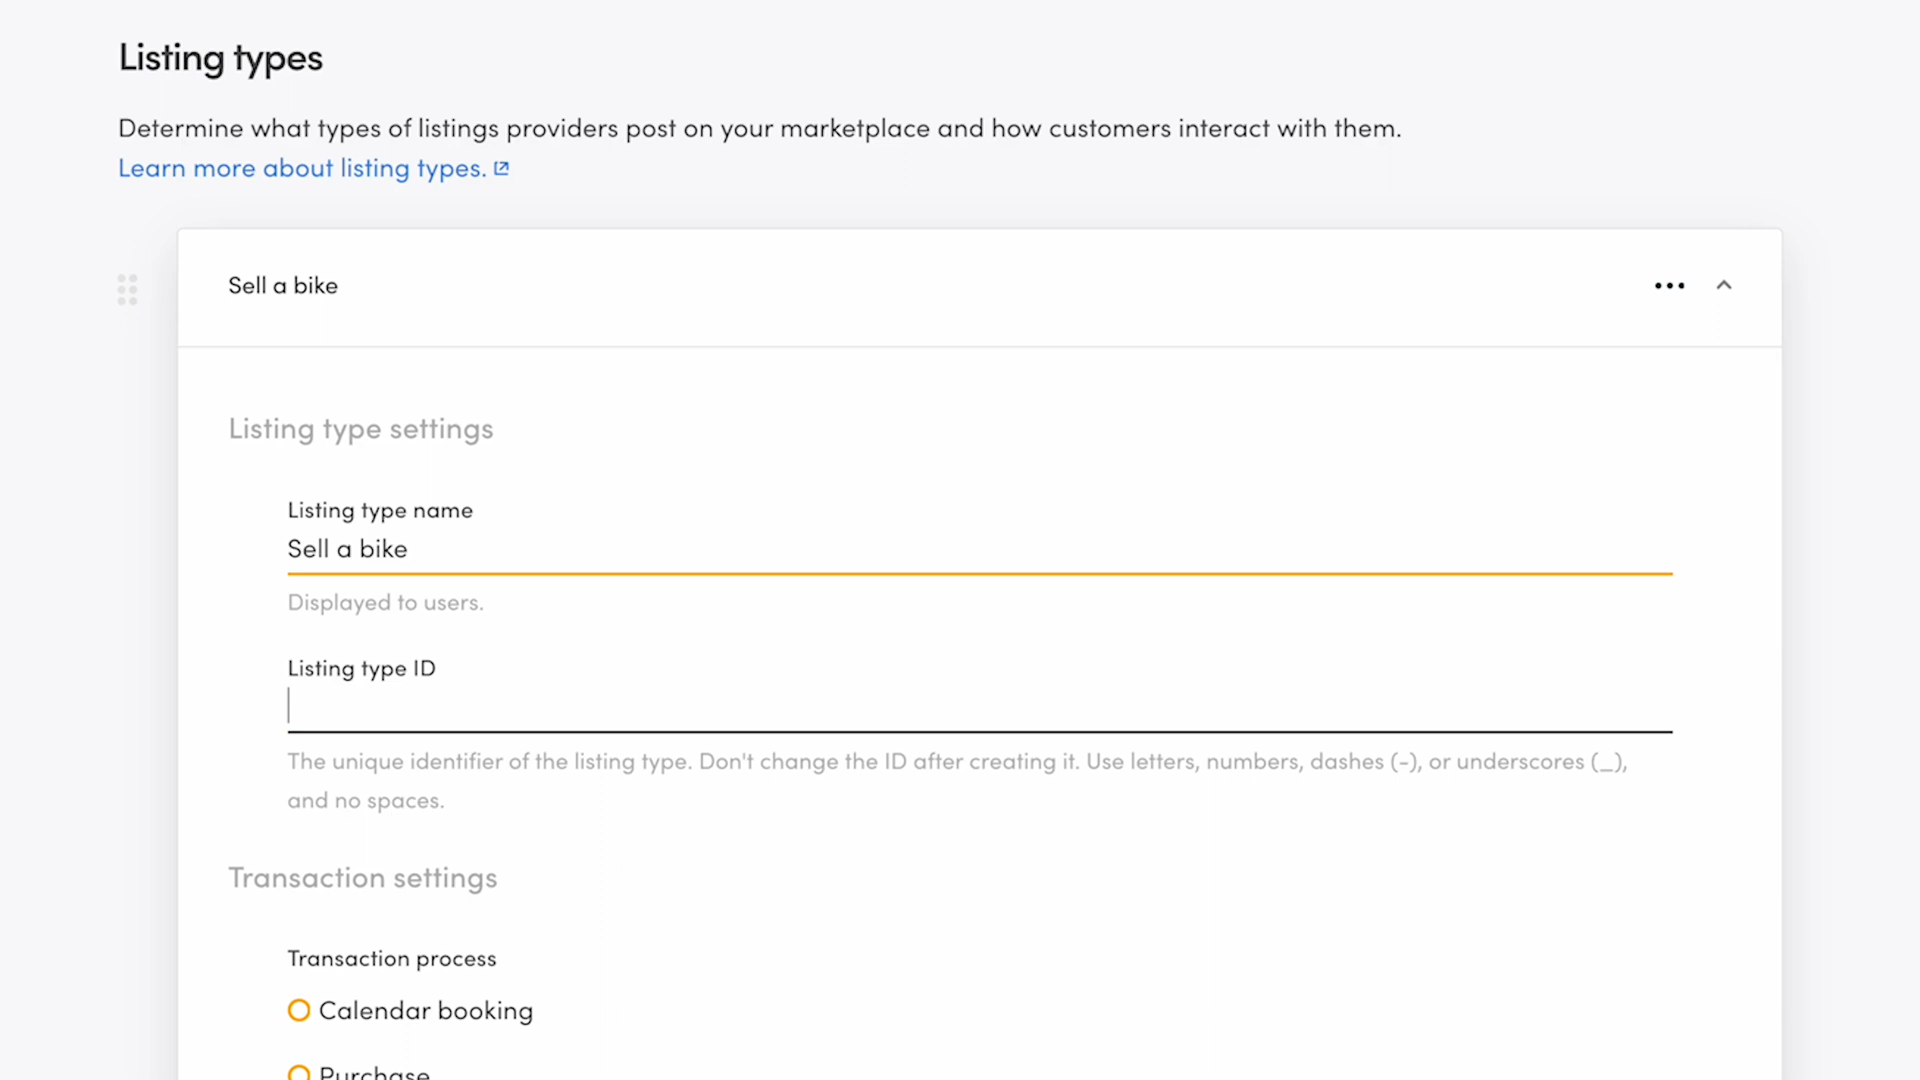 Listing types
Determine what types of listings providers post on your marketplace and how customers interact with them.
Learn more about listing types.
Sell a bike
Listing type settings
Listing type name
Sell a bike
Displayed to users.
Listing type ID
The unique identifier of the listing type. Don't change the ID after creating it. Use letters, numbers, dashes (-), or underscores (_),
and no spaces.
Transaction settings
Transaction process
Calendar booking
Purchase